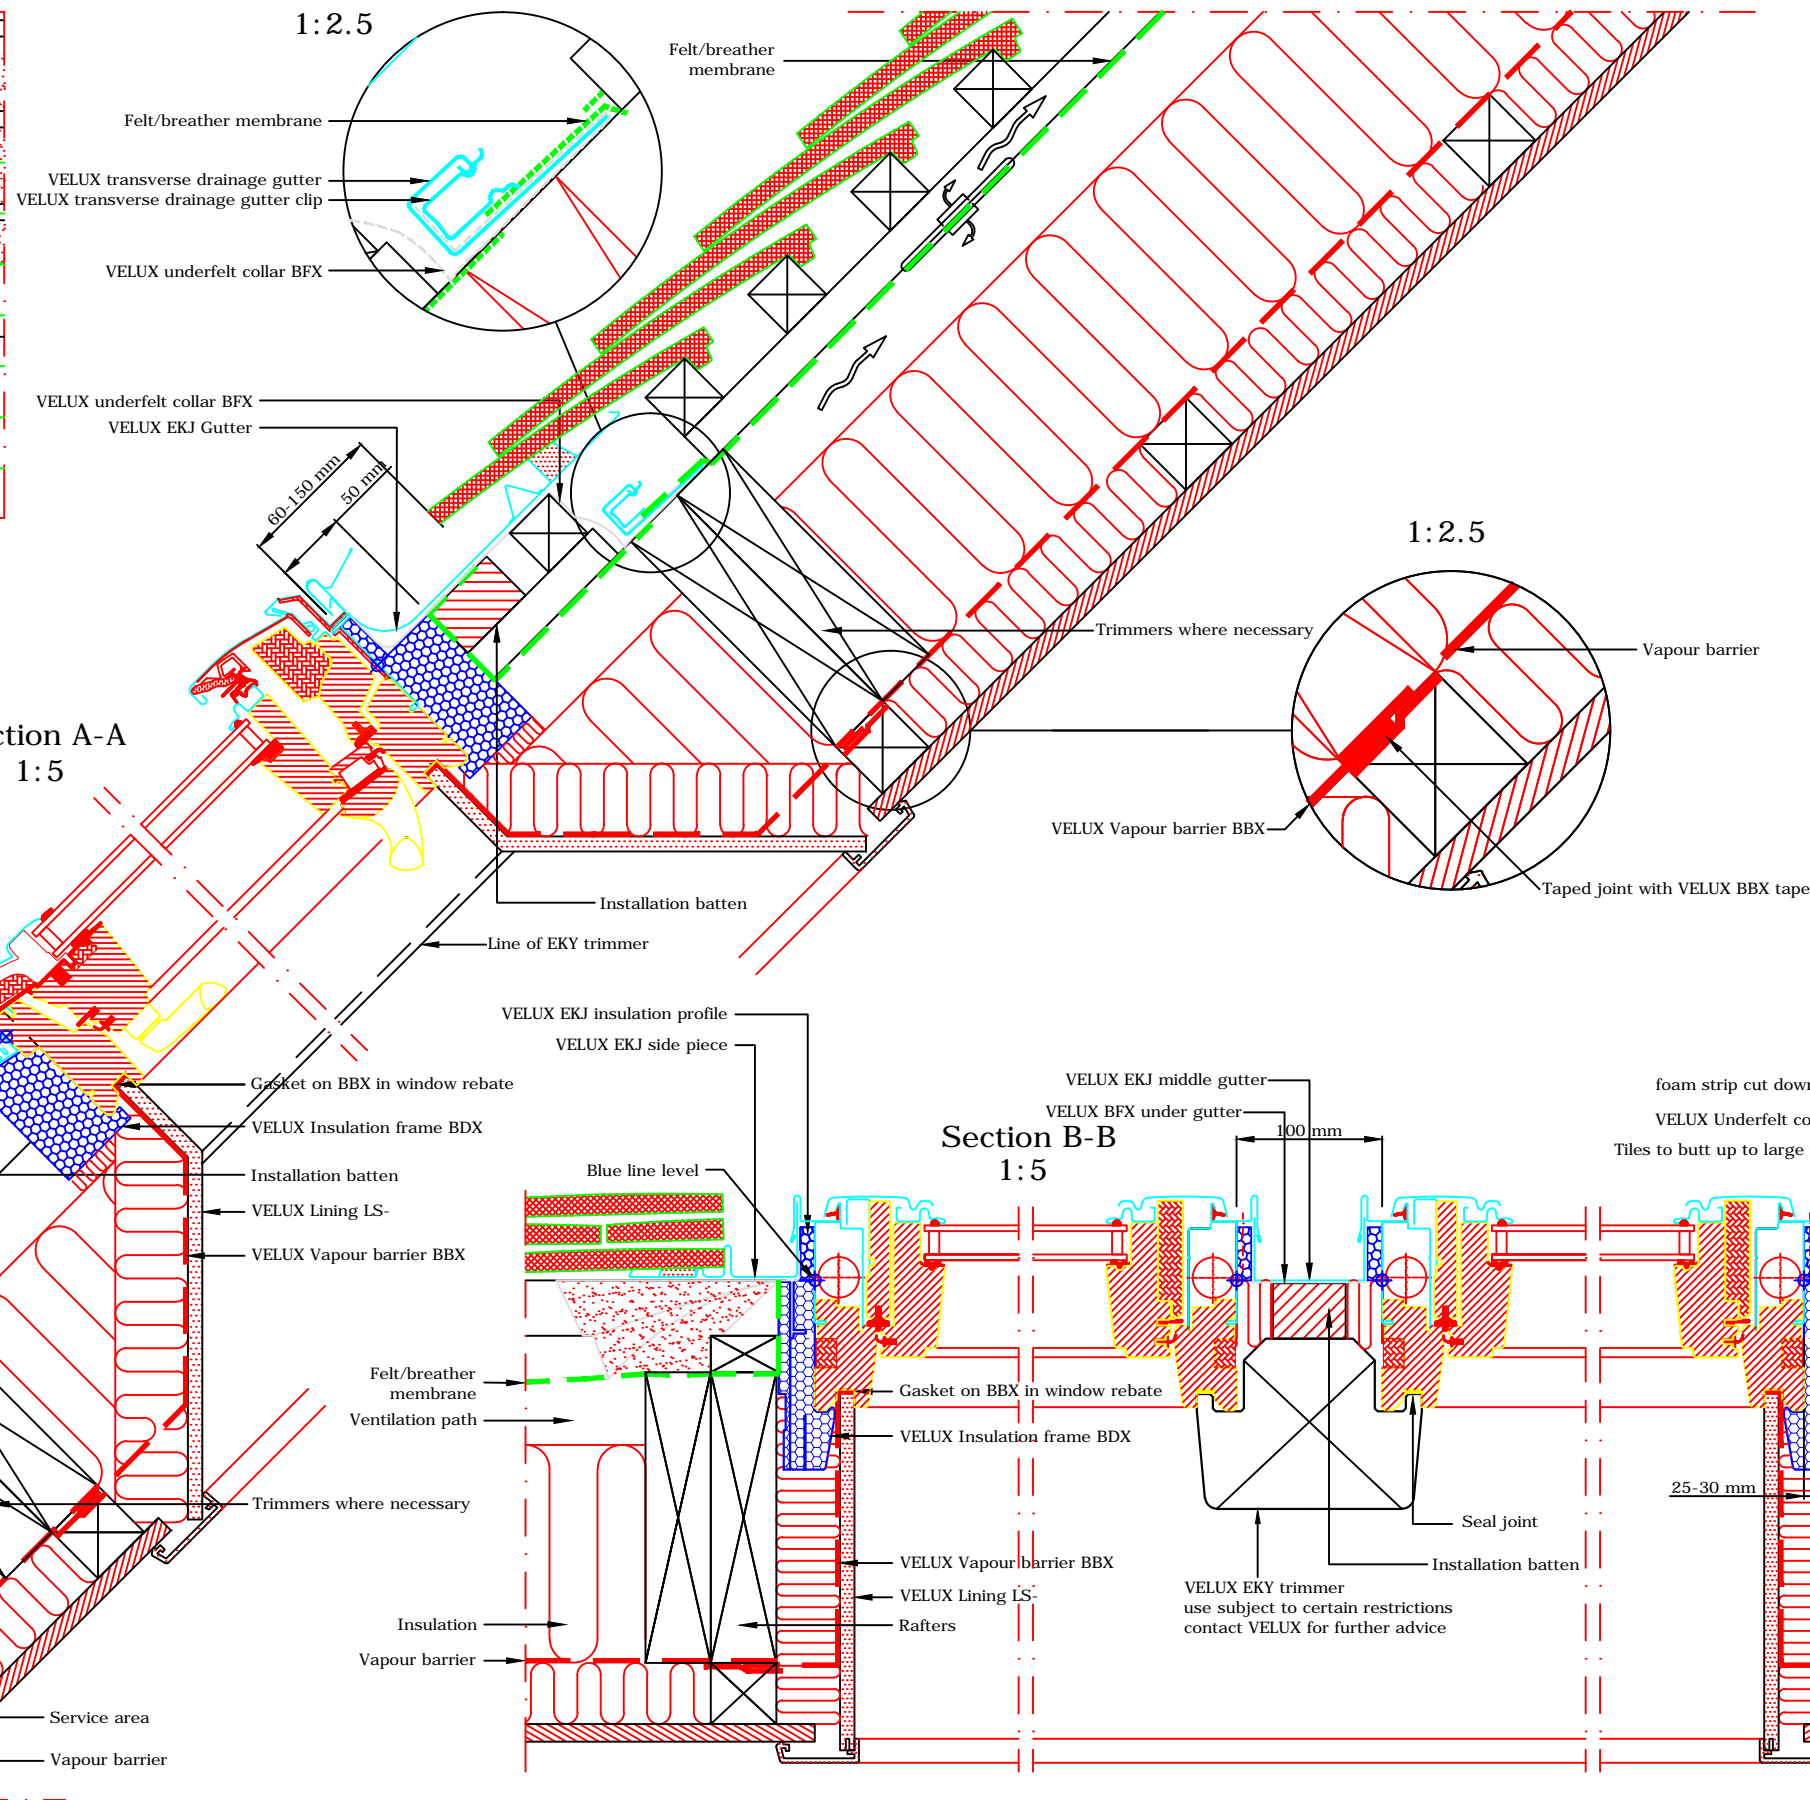 1:2.5
Felt/breather
membrane
Felt/breather membrane
VELUX transverse drainage gutter
VELUX transverse drainage gutter clip
VELUX underfelt collar BFX
VELUX underfelt collar BFX
VELUX EKJ Gutter
60-150 mm
50 mm
1:2.5
Trimmers where necessary
Vapour barrier
VELUX Vapour barrier BBX
Taped joint with VELUX BBX tape
ction A-A
1:5
Installation batten
Line of EKY trimmer
VELUX EKJ insulation profile
VELUX EKJ side piece
Gasket on BBX in window rebate
VELUX Insulation frame BDX
Installation batten
VELUX Lining LS-
VELUX Vapour barrier BBX
Trimmers where necessary
Service area
Vapour barrier
VELUX EKJ middle gutter
VELUX BFX under gutter
Section B-B
1:5
100 mm
Blue line level
foam strip cut down
VELUX Underfelt co
Tiles to butt up to large
Felt/breather
membrane
Ventilation path
Gasket on BBX in window rebate
VELUX Insulation frame BDX
25-30 mm
Seal joint
Installation batten
VELUX Vapour barrier BBX
VELUX Lining LS-
Rafters
VELUX EKY trimmer
use subject to certain restrictions
contact VELUX for further advice
Insulation
Vapour barrier